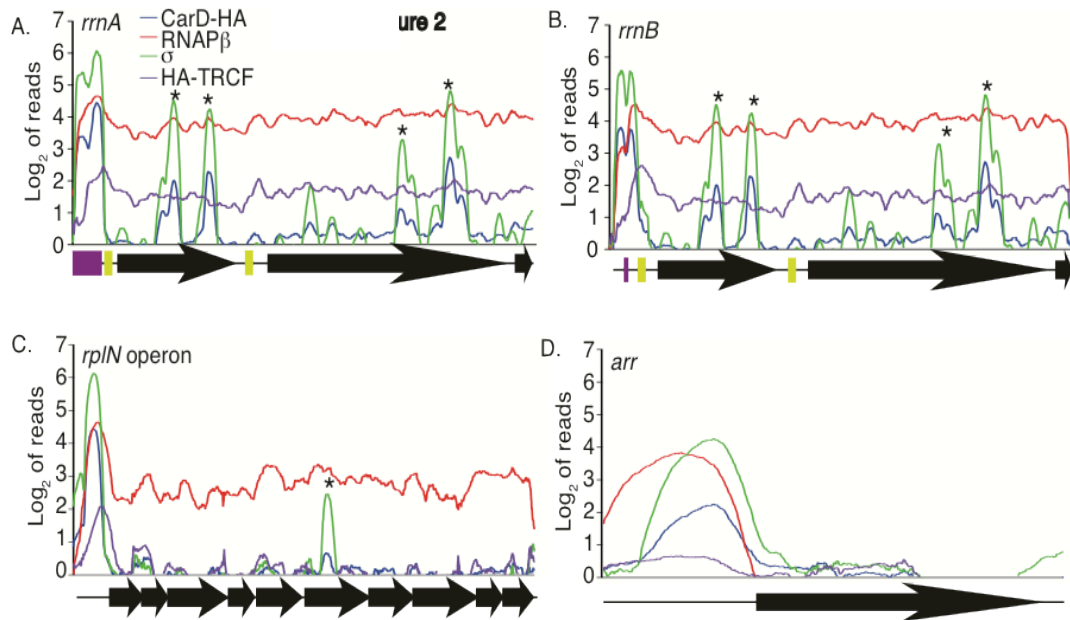 A.
rrnA
CarD-HA
RNAPβ
σ
HA-TRCF
ure 2
Log2 of reads
7
6
5
4
3
2
1
0
*
*
*
*
B.
rrnB
Log2 of reads
7
6
5
4
3
2
1
0
*
*
*
*
C.
rplN operon
Log2 of reads
7
6
5
4
3
2
1
0
*
D.
arr
Log2 of reads
7
6
5
4
3
2
1
0